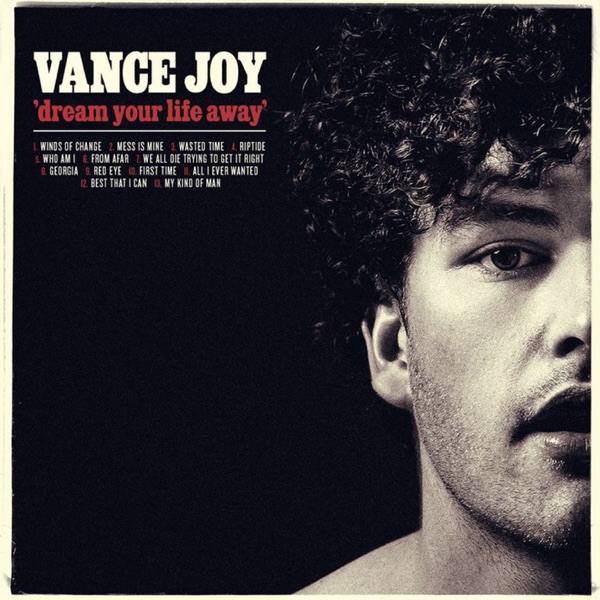 VANCE JOY
'dream your life away'
1. WINDS OF CHANGE 2. MESS IS MINE 3. WASTED TIME 4. RIPTIDE
5. WHO AM I 6. FROM AFAR 7. WE ALL DIE TRYING TO GET IT RIGHT
8. GEORGIA 9. RED EYE 10. FIRST TIME 11. ALL I EVER WANTED
12. BEST THAT I CAN 13. MY KIND OF MAN